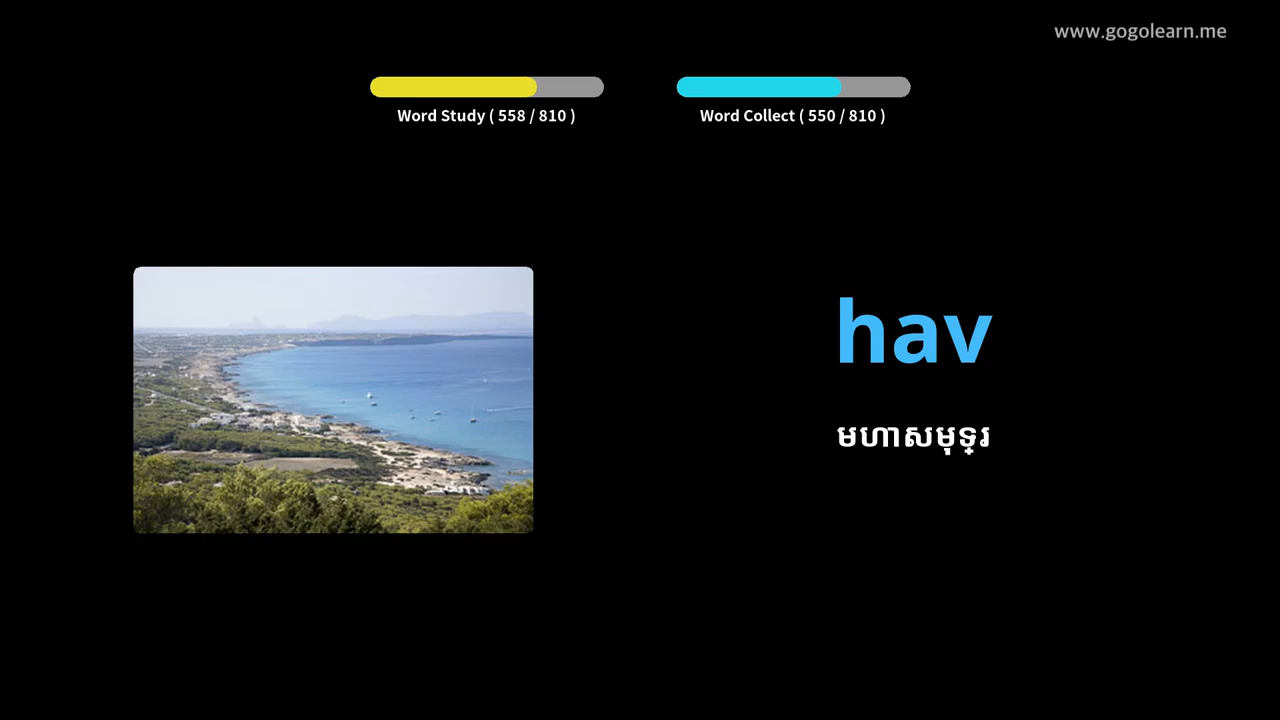 www.gogolearn.me
Word Study ( 558 / 810 )
Word Collect ( 550 / 810 )
hav
មហាសមុទ្រ